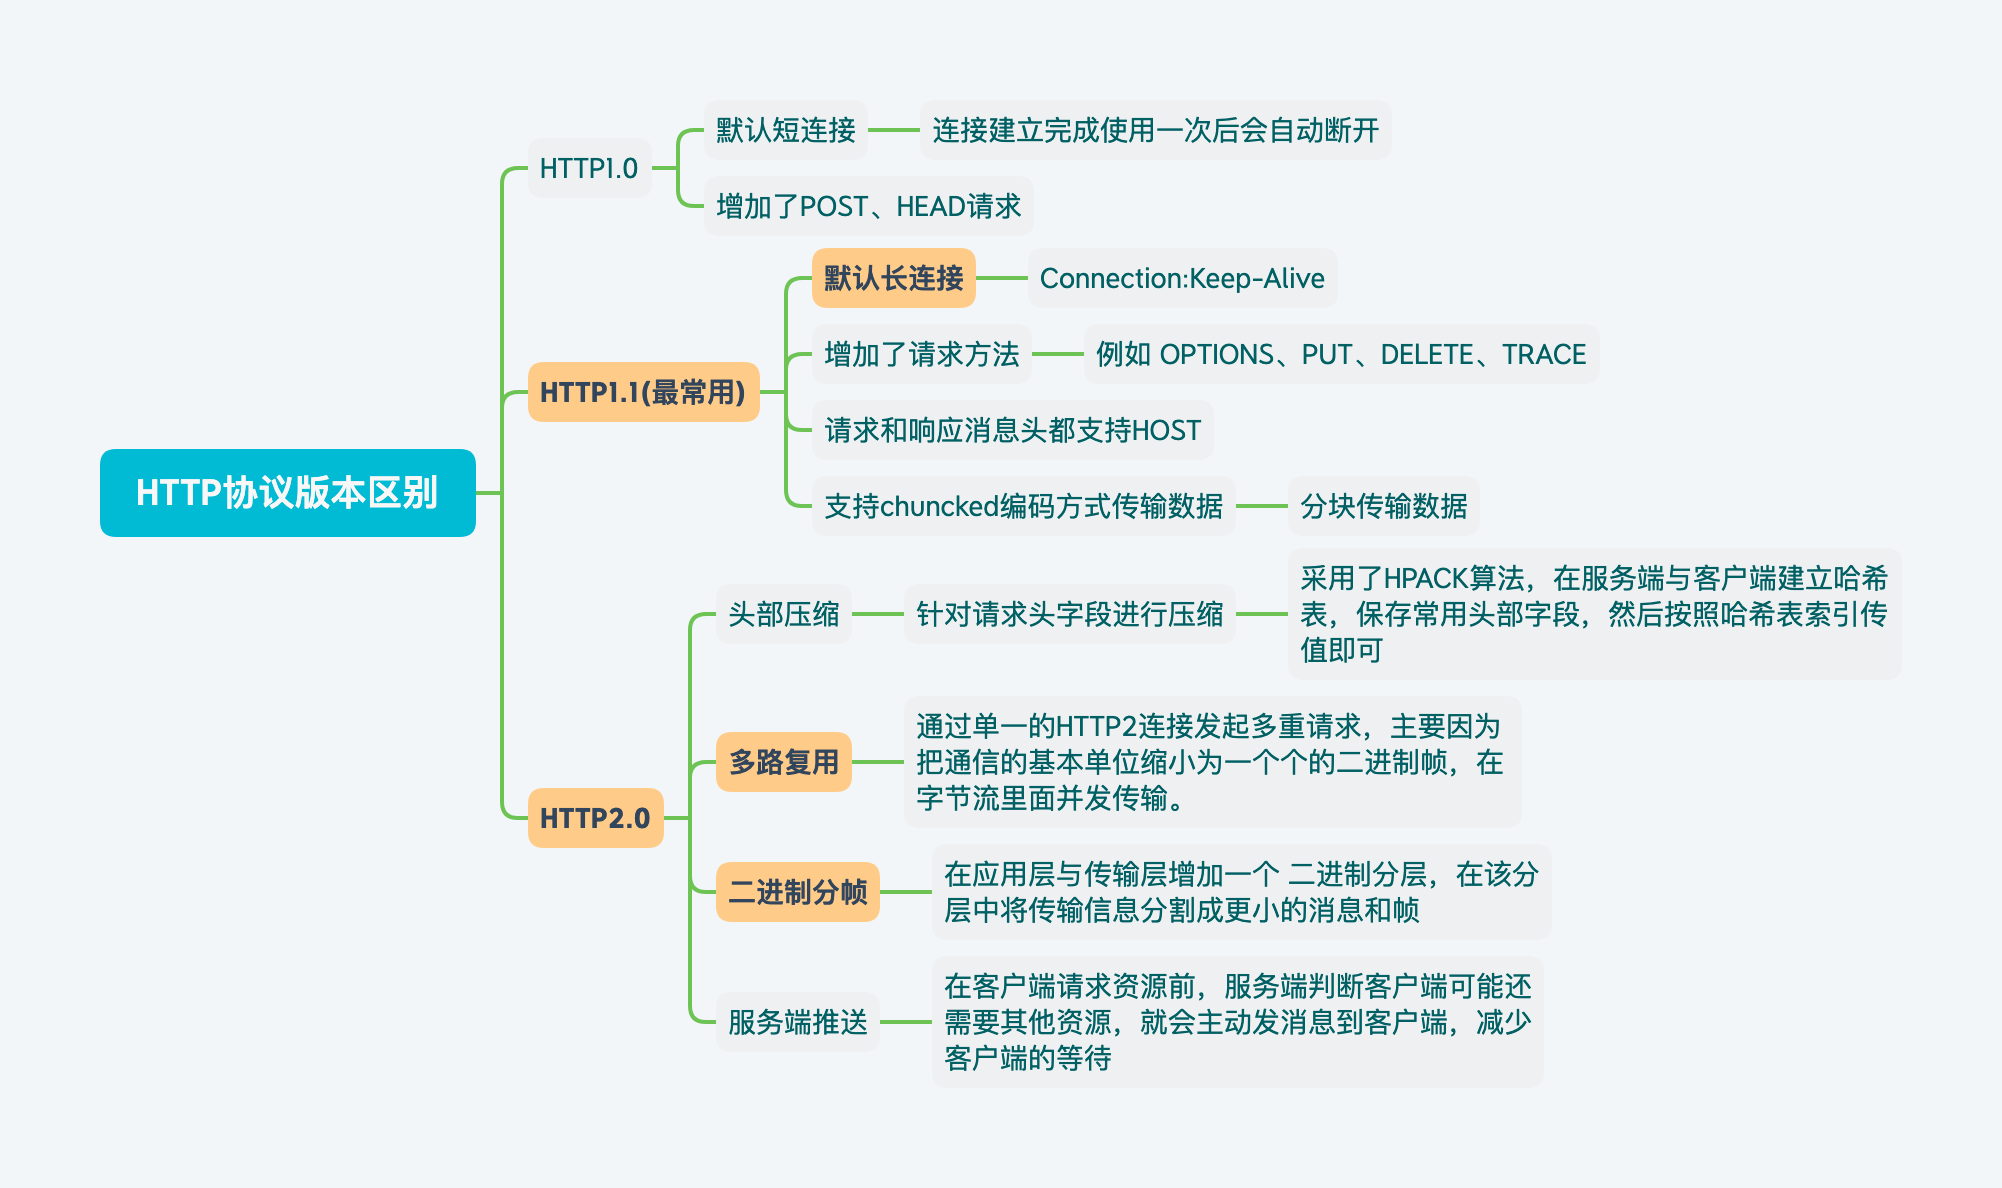 HTTP协议版本区别
HTTP1.0
默认短连接
连接建立完成使用一次后会自动断开
增加了POST、HEAD请求
HTTP1.1(最常用)
默认长连接
Connection:Keep-Alive
增加了请求方法
例如 OPTIONS、PUT、DELETE、TRACE
请求和响应消息头都支持HOST
支持chuncked编码方式传输数据
分块传输数据
HTTP2.0
头部压缩
针对请求头字段进行压缩
采用了HPACK算法，在服务端与客户端建立哈希
表，保存常用头部字段，然后按照哈希表索引传
值即可
多路复用
通过单一的HTTP2连接发起多重请求，主要因为
把通信的基本单位缩小为一个个的二进制帧，在
字节流里面并发传输。
二进制分帧
在应用层与传输层增加一个 二进制分层，在该分
层中将传输信息分割成更小的消息和帧
服务端推送
在客户端请求资源前，服务端判断客户端可能还
需要其他资源，就会主动发消息到客户端，减少
客户端的等待